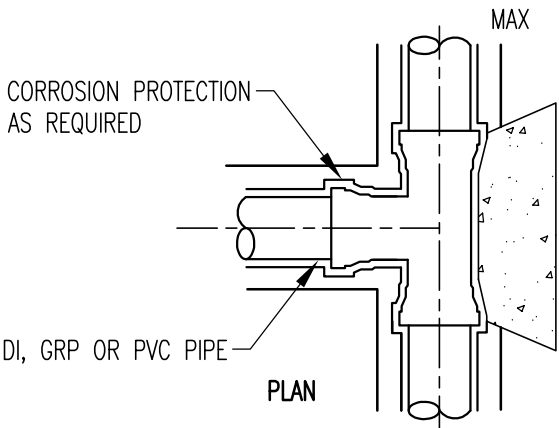 MAX
CORROSION PROTECTION
AS REQUIRED
DI, GRP OR PVC PIPE
PLAN